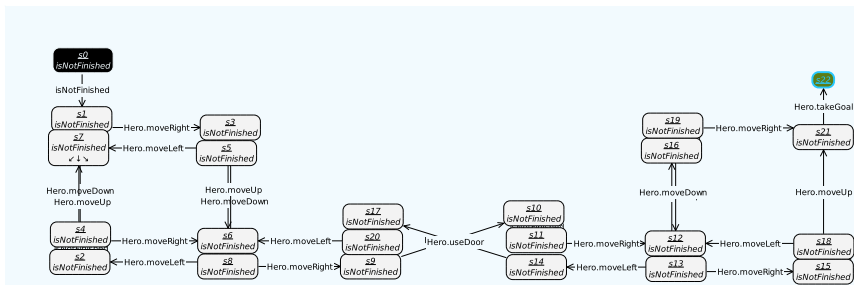 s0
isNotFinished
isNotFinished
s1
isNotFinished
s7
isNotFinished
Hero.moveRight
s3
isNotFinished
s5
isNotFinished
Hero.moveLeft
Hero.moveDown
Hero.moveUp
Hero.moveUp
Hero.moveDown
s4
isNotFinished
s2
isNotFinished
Hero.moveRight
Hero.moveLeft
s6
isNotFinished
s8
isNotFinished
Hero.moveLeft
Hero.moveRight
s17
isNotFinished
s20
isNotFinished
s9
isNotFinished
Hero.useDoor
s10
isNotFinished
s11
isNotFinished
s14
isNotFinished
Hero.moveRight
Hero.moveLeft
s19
isNotFinished
s16
isNotFinished
Hero.moveRight
Hero.moveDown
s12
isNotFinished
s13
isNotFinished
Hero.moveLeft
Hero.moveRight
s22
Hero.takeGoal
s21
isNotFinished
Hero.moveUp
s18
isNotFinished
s15
isNotFinished